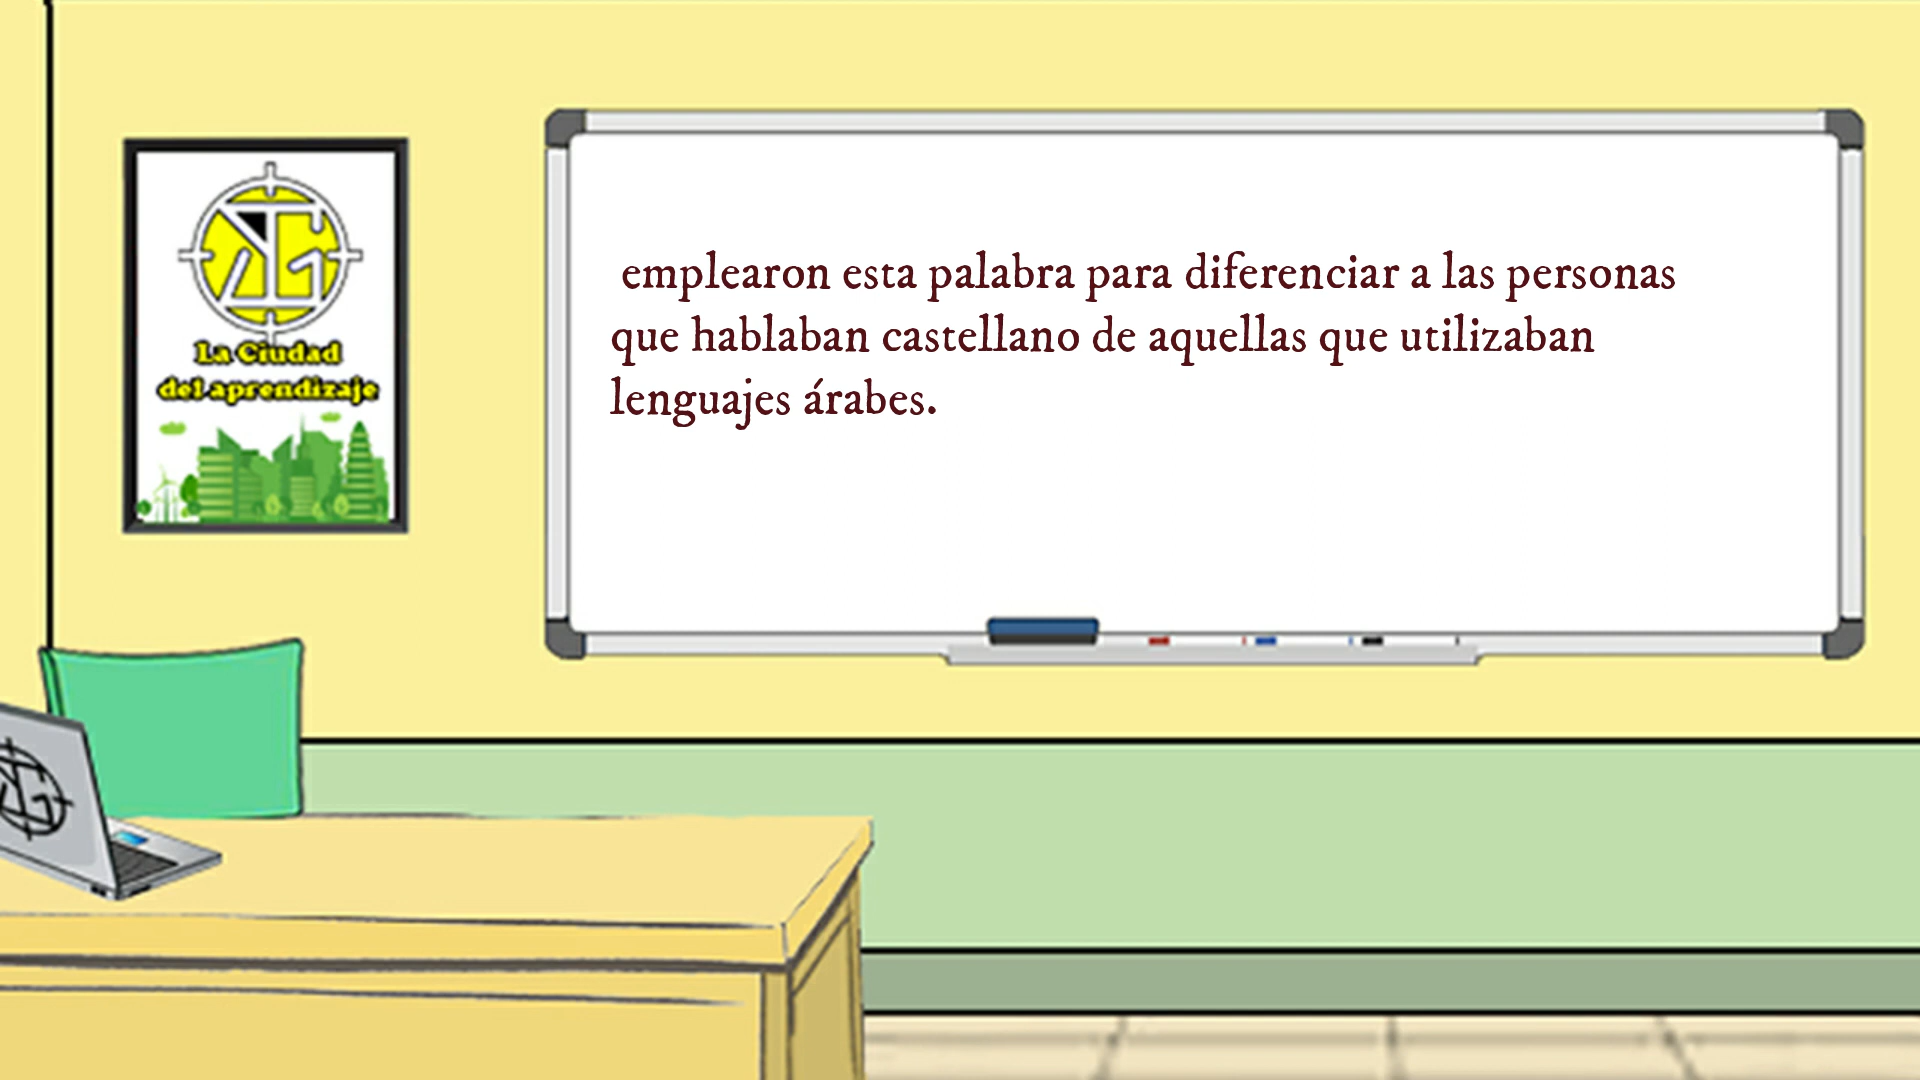 La Ciudad
del aprendizaje
emplearon esta palabra para diferenciar a las personas
que hablaban castellano de aquellas que utilizaban
lenguajes árabes.